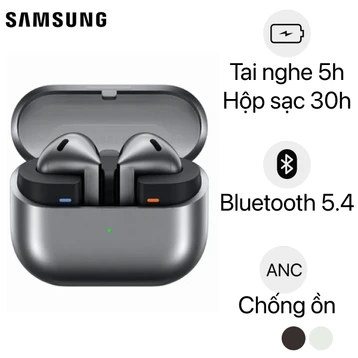 SAMSUNG
Tai nghe 5h
Hộp sạc 30h
Bluetooth 5.4
ANC
Chống ồn